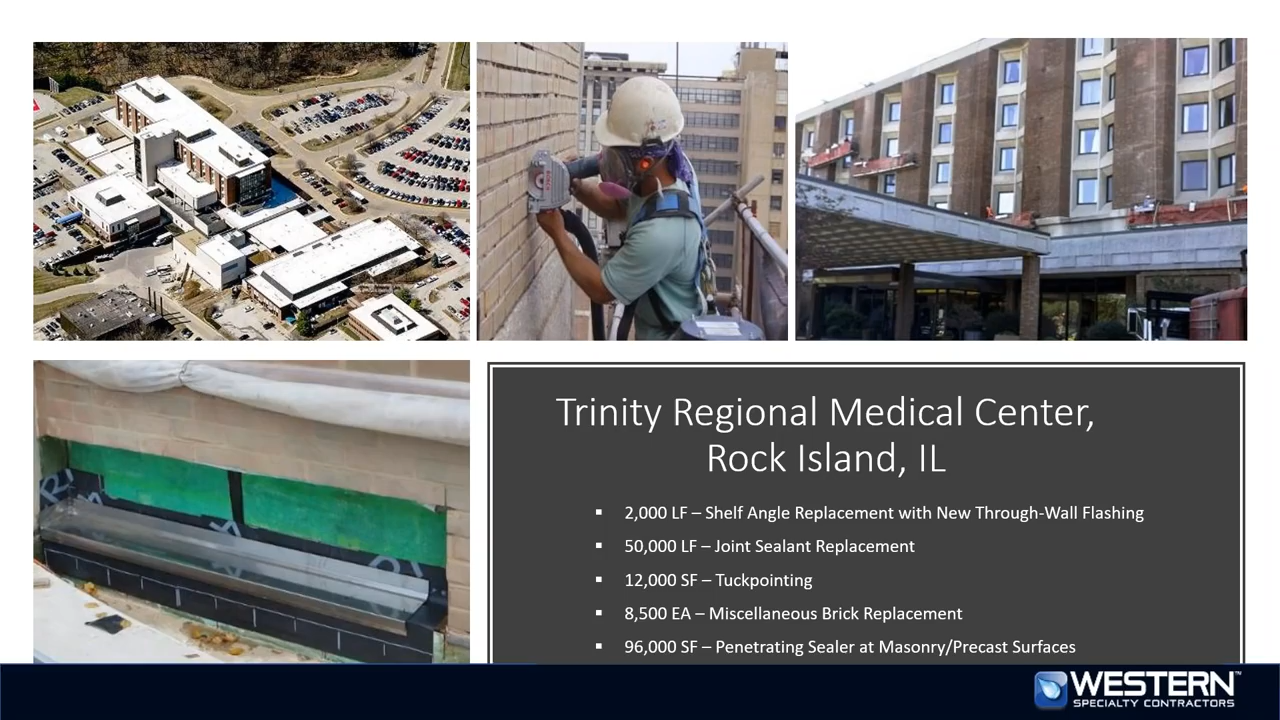 Trinity Regional Medical Center,
Rock Island, IL
▪ 2,000 LF – Shelf Angle Replacement with New Through-Wall Flashing
▪ 50,000 LF – Joint Sealant Replacement
▪ 12,000 SF – Tuckpointing
▪ 8,500 EA – Miscellaneous Brick Replacement
▪ 96,000 SF – Penetrating Sealer at Masonry/Precast Surfaces
WESTERN™
SPECIALTY CONTRACTORS